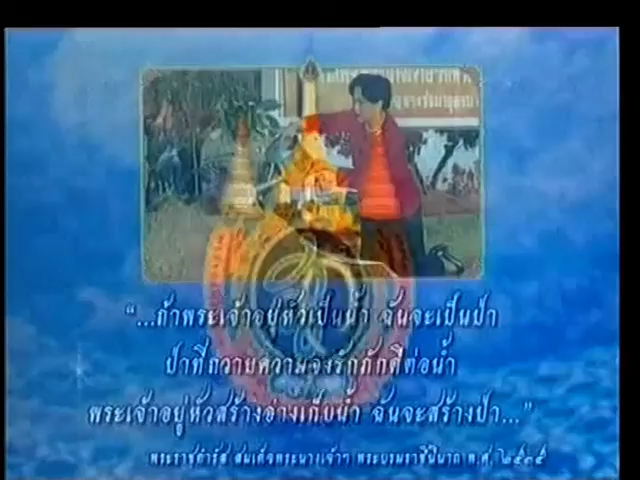 “...ถ้าพระเจ้าอยู่หัวเป็นน้ำ ฉันจะเป็นป่า
ป่าที่ถวายความจงรักภักดีต่อน้ำ
พระเจ้าอยู่หัวสร้างอ่างเก็บน้ำ ฉันจะสร้างป่า...”
พระราชดำรัส สมเด็จพระนางเจ้าฯ พระบรมราชินีนาถ พ.ศ. ๒๕๓๕